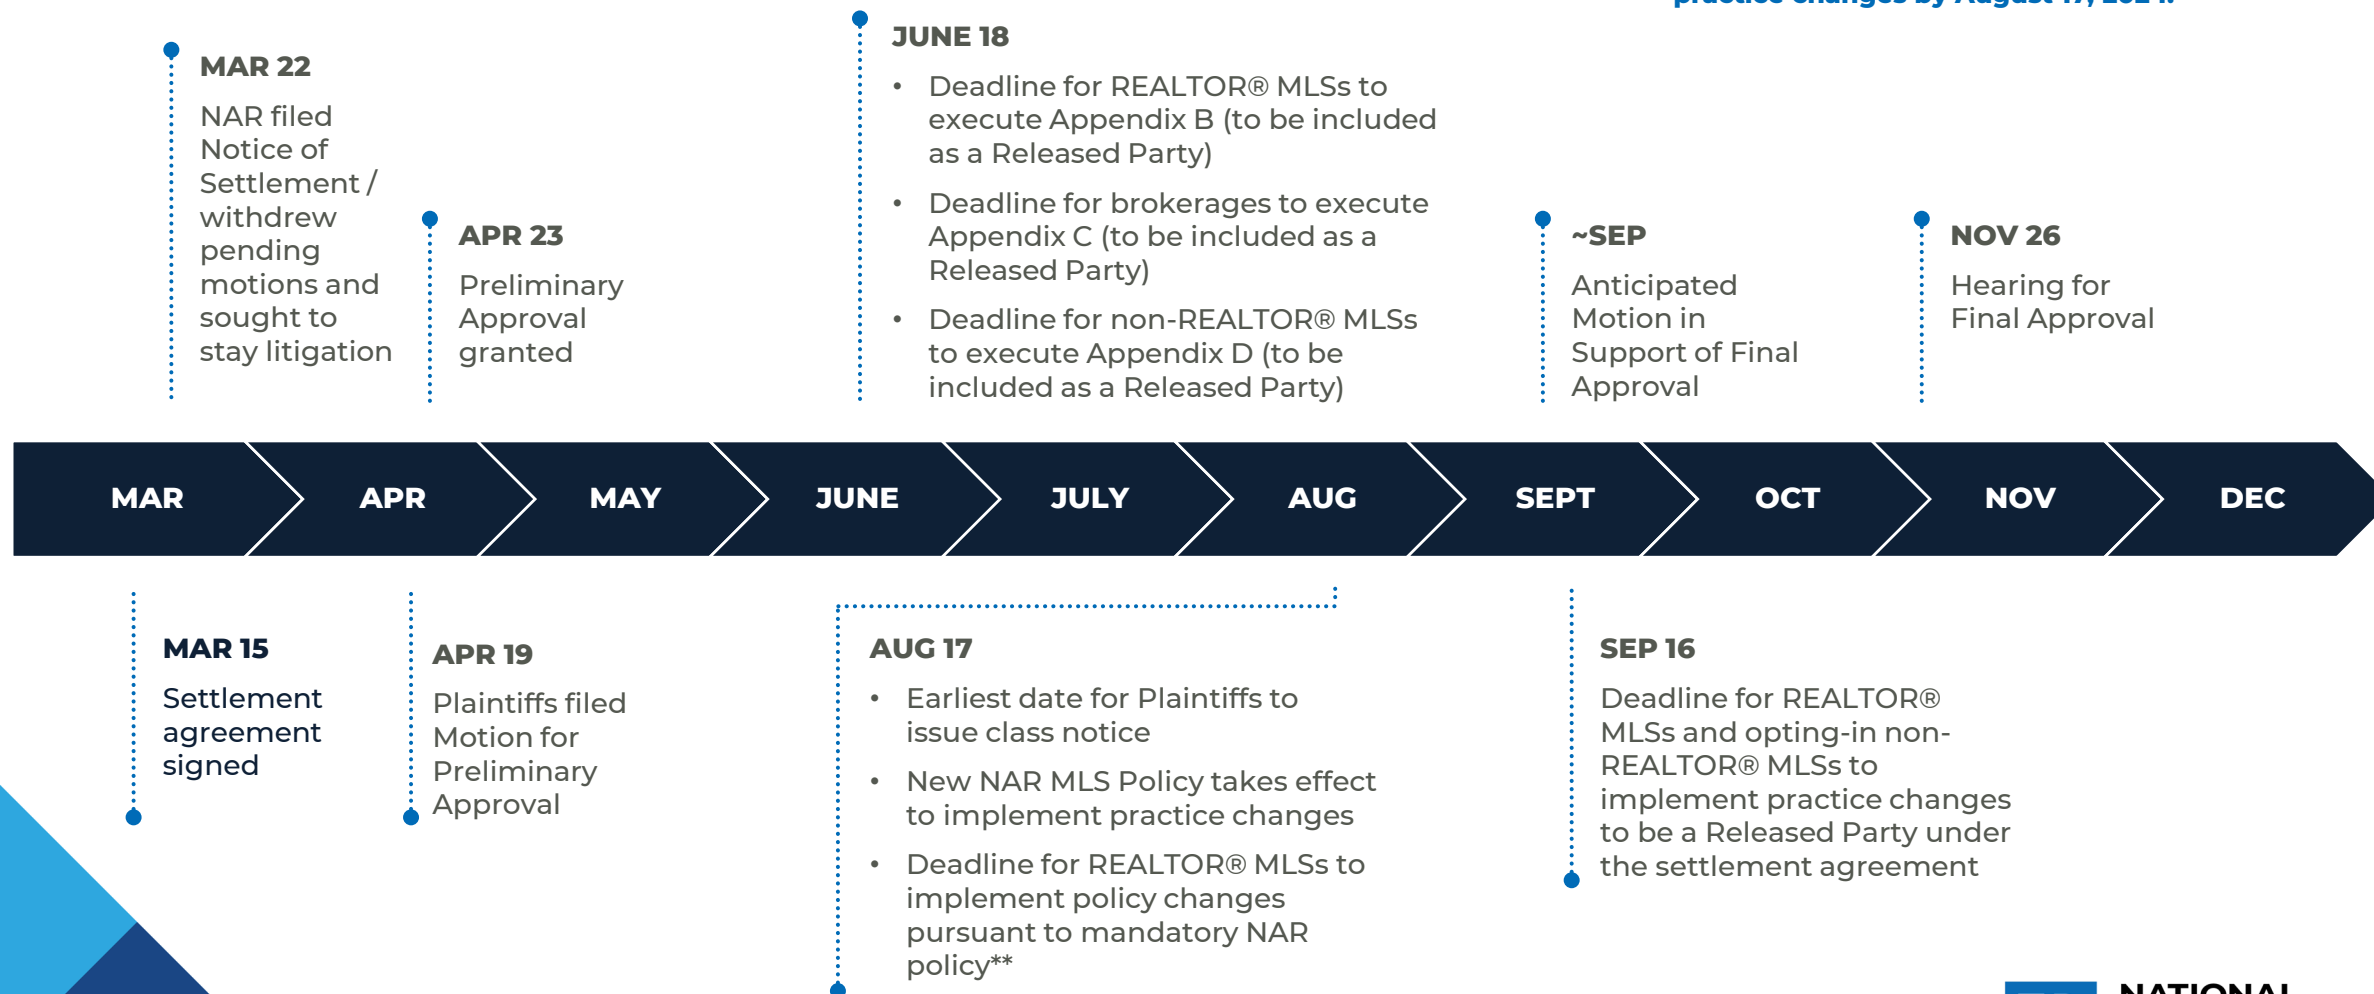 practice changes by August 17, 2024.
MAR 22
NAR filed
Notice of
Settlement /
withdrew
pending
motions and
sought to
stay litigation
APR 23
Preliminary
Approval
granted
JUNE 18
• Deadline for REALTOR® MLSs to
execute Appendix B (to be included
as a Released Party)
• Deadline for brokerages to execute
Appendix C (to be included as a
Released Party)
• Deadline for non-REALTOR® MLSs
to execute Appendix D (to be
included as a Released Party)
~SEP
Anticipated
Motion in
Support of Final
Approval
NOV 26
Hearing for
Final Approval
MAR
APR
MAY
JUNE
JULY
AUG
SEPT
OCT
NOV
DEC
MAR 15
Settlement
agreement
signed
APR 19
Plaintiffs filed
Motion for
Preliminary
Approval
AUG 17
• Earliest date for Plaintiffs to
issue class notice
• New NAR MLS Policy takes effect
to implement practice changes
• Deadline for REALTOR® MLSs to
implement policy changes
pursuant to mandatory NAR
policy**
SEP 16
Deadline for REALTOR®
MLSs and opting-in non-
REALTOR® MLSs to
implement practice changes
to be a Released Party under
the settlement agreement
NATIONAL